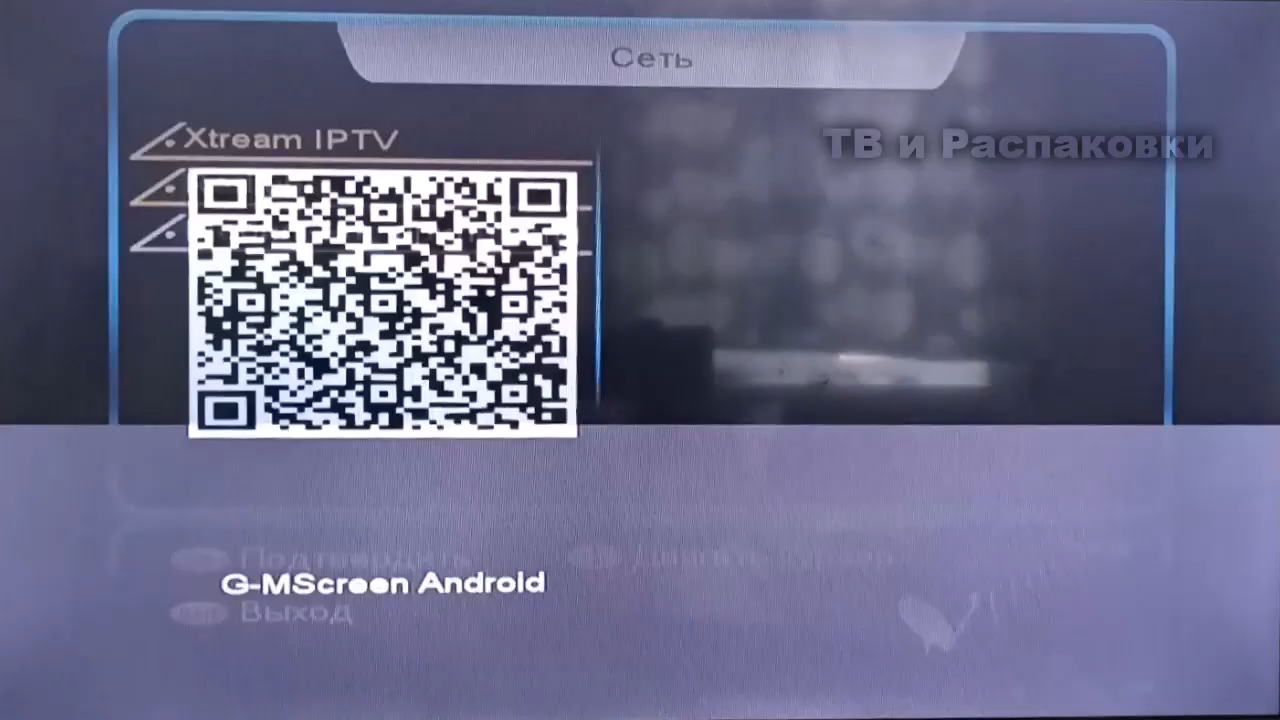 Сеть
Xtream IPTV
ТВ и Распаковки
Подтвердить
G-MScreen Android
Выход